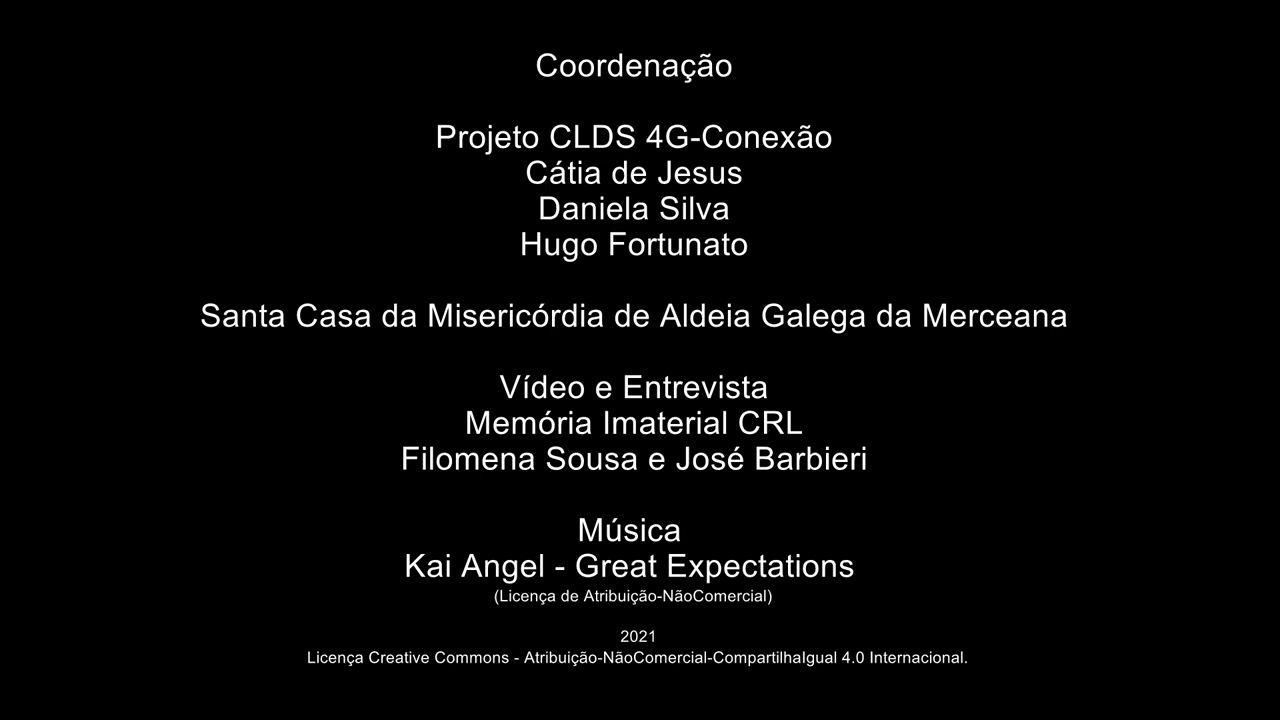 Coordenação
Projeto CLDS 4G-Conexão
Cátia de Jesus
Daniela Silva
Hugo Fortunato
Santa Casa da Misericórdia de Aldeia Galega da Merceana
Vídeo e Entrevista
Memória Imaterial CRL
Filomena Sousa e José Barbieri
Música
Kai Angel - Great Expectations
(Licença de Atribuição-NãoComercial)
2021
Licença Creative Commons - Atribuição-NãoComercial-CompartilhaIgual 4.0 Internacional.